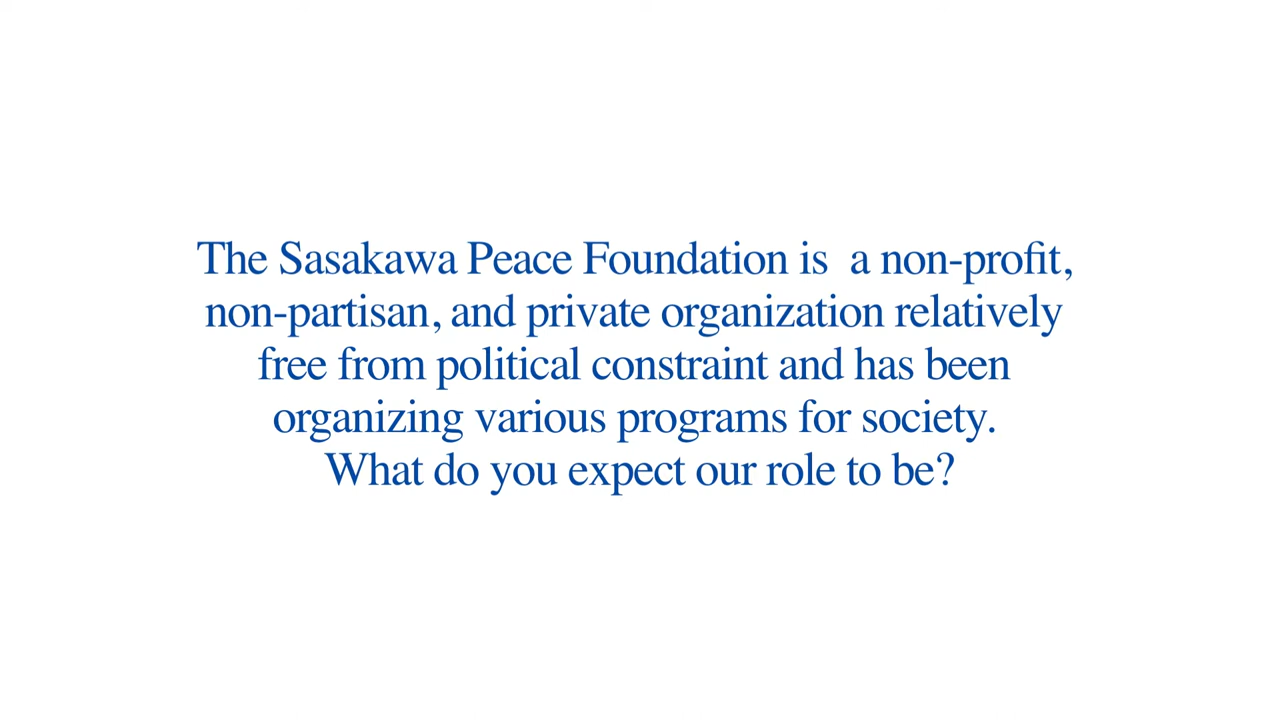 The Sasakawa Peace Foundation is  a non-profit,
non-partisan, and private organization relatively
free from political constraint and has been
organizing various programs for society.
What do you expect our role to be?